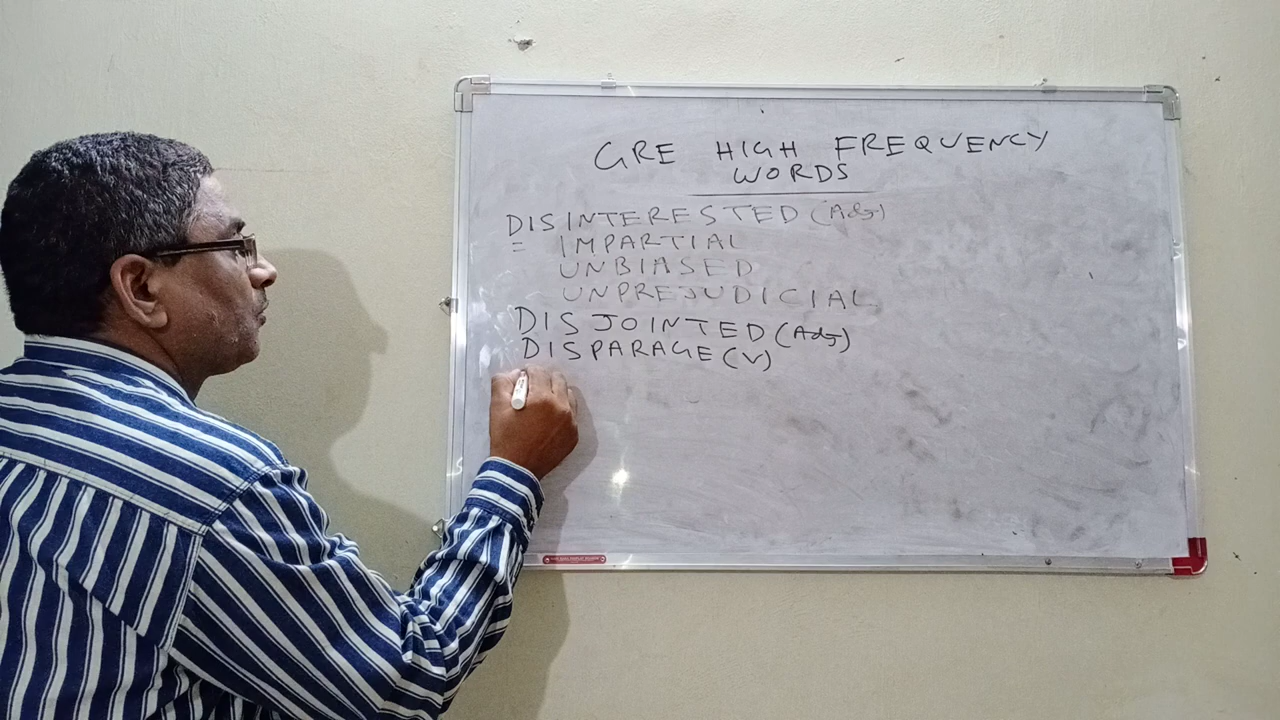 GRE HIGH FREQUENCY
WORDS
DISINTERESTED (Adj)
= IMPARTIAL
UNBIASED
UNPREJUDICIAL
DISJOINTED (Adj)
DISPARAGE (V)